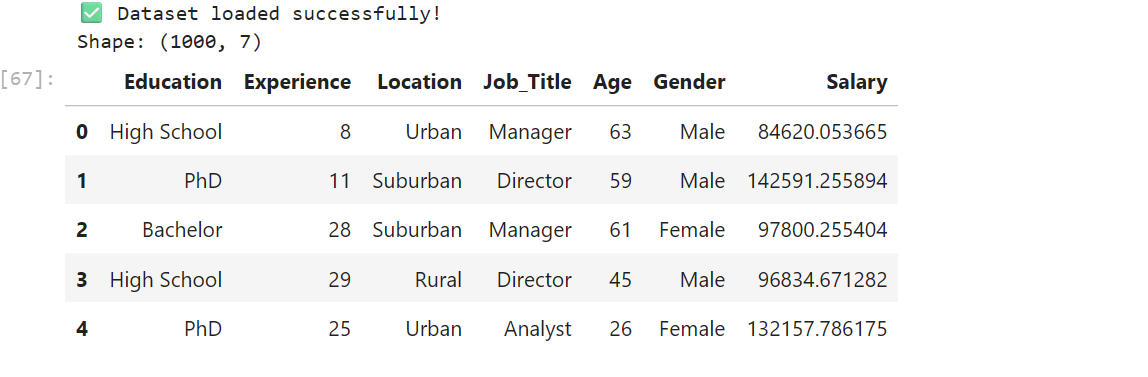 ✅ Dataset loaded successfully!
Shape: (1000, 7)
[67]:
Education Experience Location Job_Title Age Gender Salary
0 High School 8 Urban Manager 63 Male 84620.053665
1 PhD 11 Suburban Director 59 Male 142591.255894
2 Bachelor 28 Suburban Manager 61 Female 97800.255404
3 High School 29 Rural Director 45 Male 96834.671282
4 PhD 25 Urban Analyst 26 Female 132157.786175